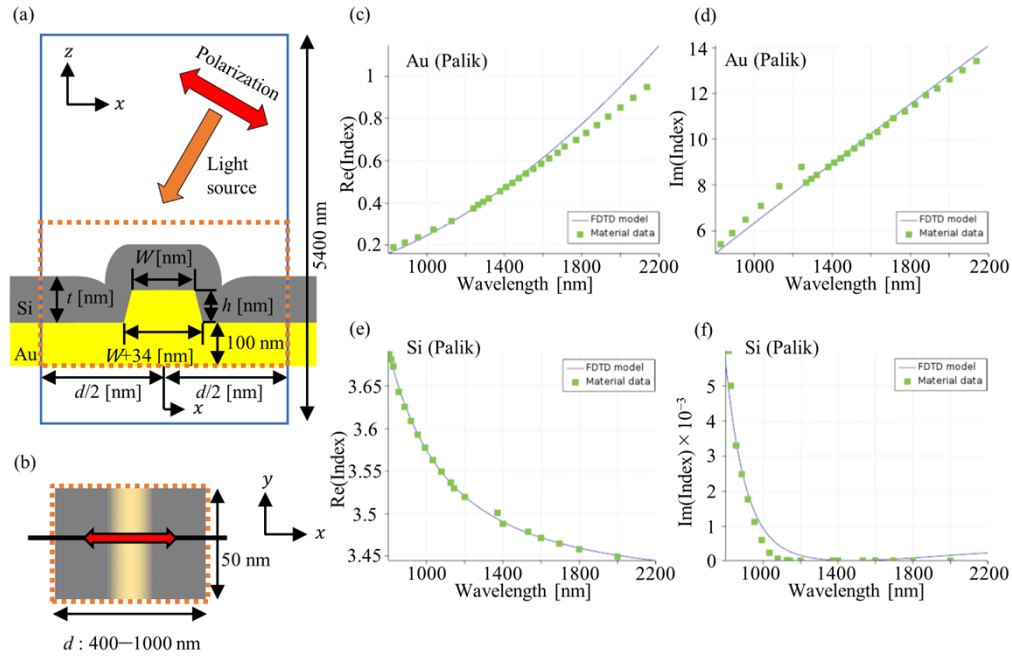 (a)
z
x
Polarization
Light
source
5400 nm
W [nm]
t [nm]
h [nm]
Si
Au
100 nm
W+34 [nm]
d/2 [nm]
d/2 [nm]
x
(b)
y
x
50 nm
d : 400−1000 nm
(c)
Au (Palik)
Re(Index)
1
0.8
0.6
0.4
0.2
FDTD model
Material data
1000 1400 1800 2200
Wavelength [nm]
(d)
Au (Palik)
Im(Index)
14
12
10
8
6
FDTD model
Material data
1000 1400 1800 2200
Wavelength [nm]
(e)
Si (Palik)
Re(Index)
3.65
3.6
3.55
3.5
3.45
FDTD model
Material data
1000 1400 1800 2200
Wavelength [nm]
(f)
Si (Palik)
Im(Index) × 10⁻³
5
4
3
2
1
0
FDTD model
Material data
1000 1400 1800 2200
Wavelength [nm]